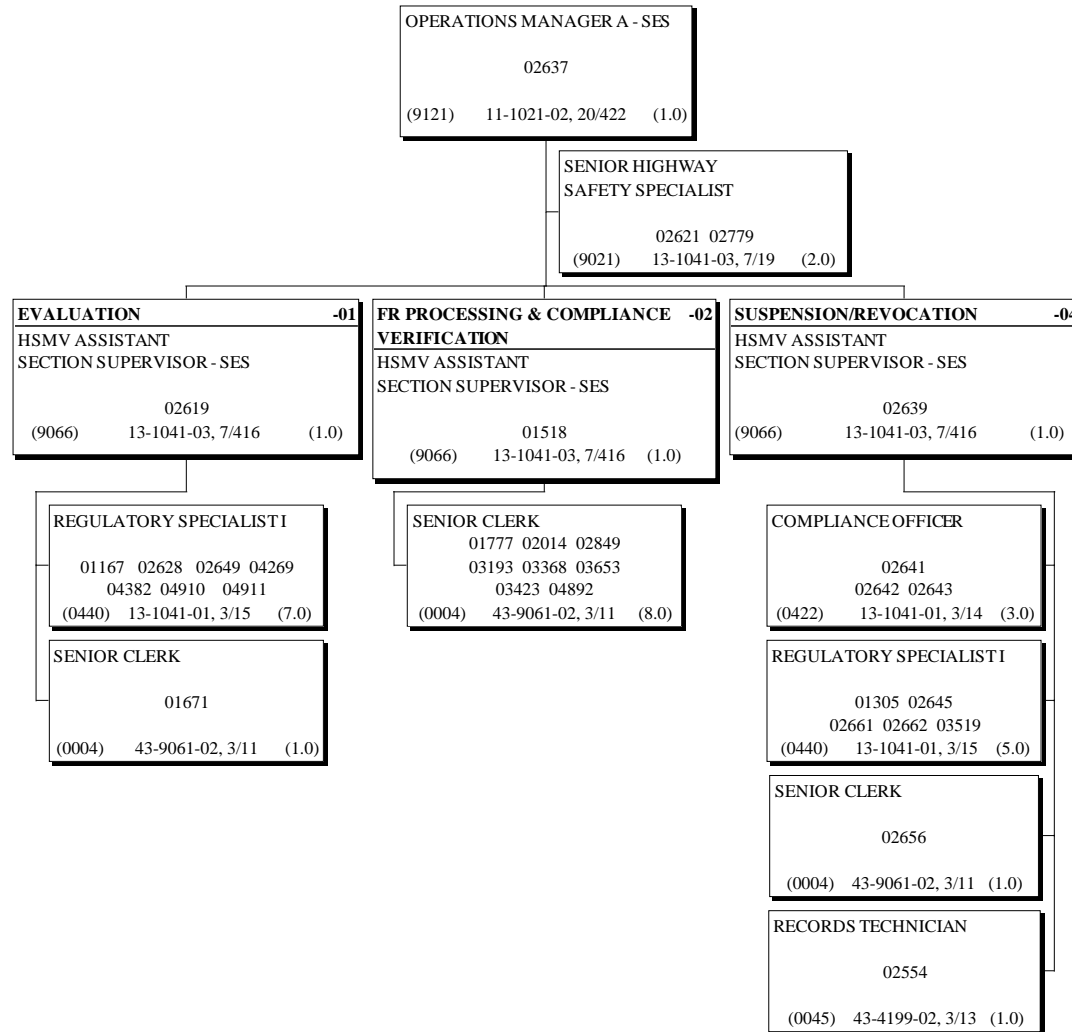 OPERATIONS MANAGER A - SES
02637
(9121) 11-1021-02, 20/422 (1.0)
SENIOR HIGHWAY
SAFETY SPECIALIST
02621 02779
(9021) 13-1041-03, 7/19 (2.0)
EVALUATION -01
HSMV ASSISTANT
SECTION SUPERVISOR - SES
02619
(9066) 13-1041-03, 7/416 (1.0)
FR PROCESSING & COMPLIANCE -02
VERIFICATION
HSMV ASSISTANT
SECTION SUPERVISOR - SES
01518
(9066) 13-1041-03, 7/416 (1.0)
SUSPENSION/REVOCATION -04
HSMV ASSISTANT
SECTION SUPERVISOR - SES
02639
(9066) 13-1041-03, 7/416 (1.0)
REGULATORY SPECIALIST I
01167 02628 02649 04269
04382 04910 04911
(0440) 13-1041-01, 3/15 (7.0)
SENIOR CLERK
01671
(0004) 43-9061-02, 3/11 (1.0)
SENIOR CLERK
01777 02014 02849
03193 03368 03653
03423 04892
(0004) 43-9061-02, 3/11 (8.0)
COMPLIANCE OFFICER
02641
02642 02643
(0422) 13-1041-01, 3/14 (3.0)
REGULATORY SPECIALIST I
01305 02645
02661 02662 03519
(0440) 13-1041-01, 3/15 (5.0)
SENIOR CLERK
02656
(0004) 43-9061-02, 3/11 (1.0)
RECORDS TECHNICIAN
02554
(0045) 43-4199-02, 3/13 (1.0)